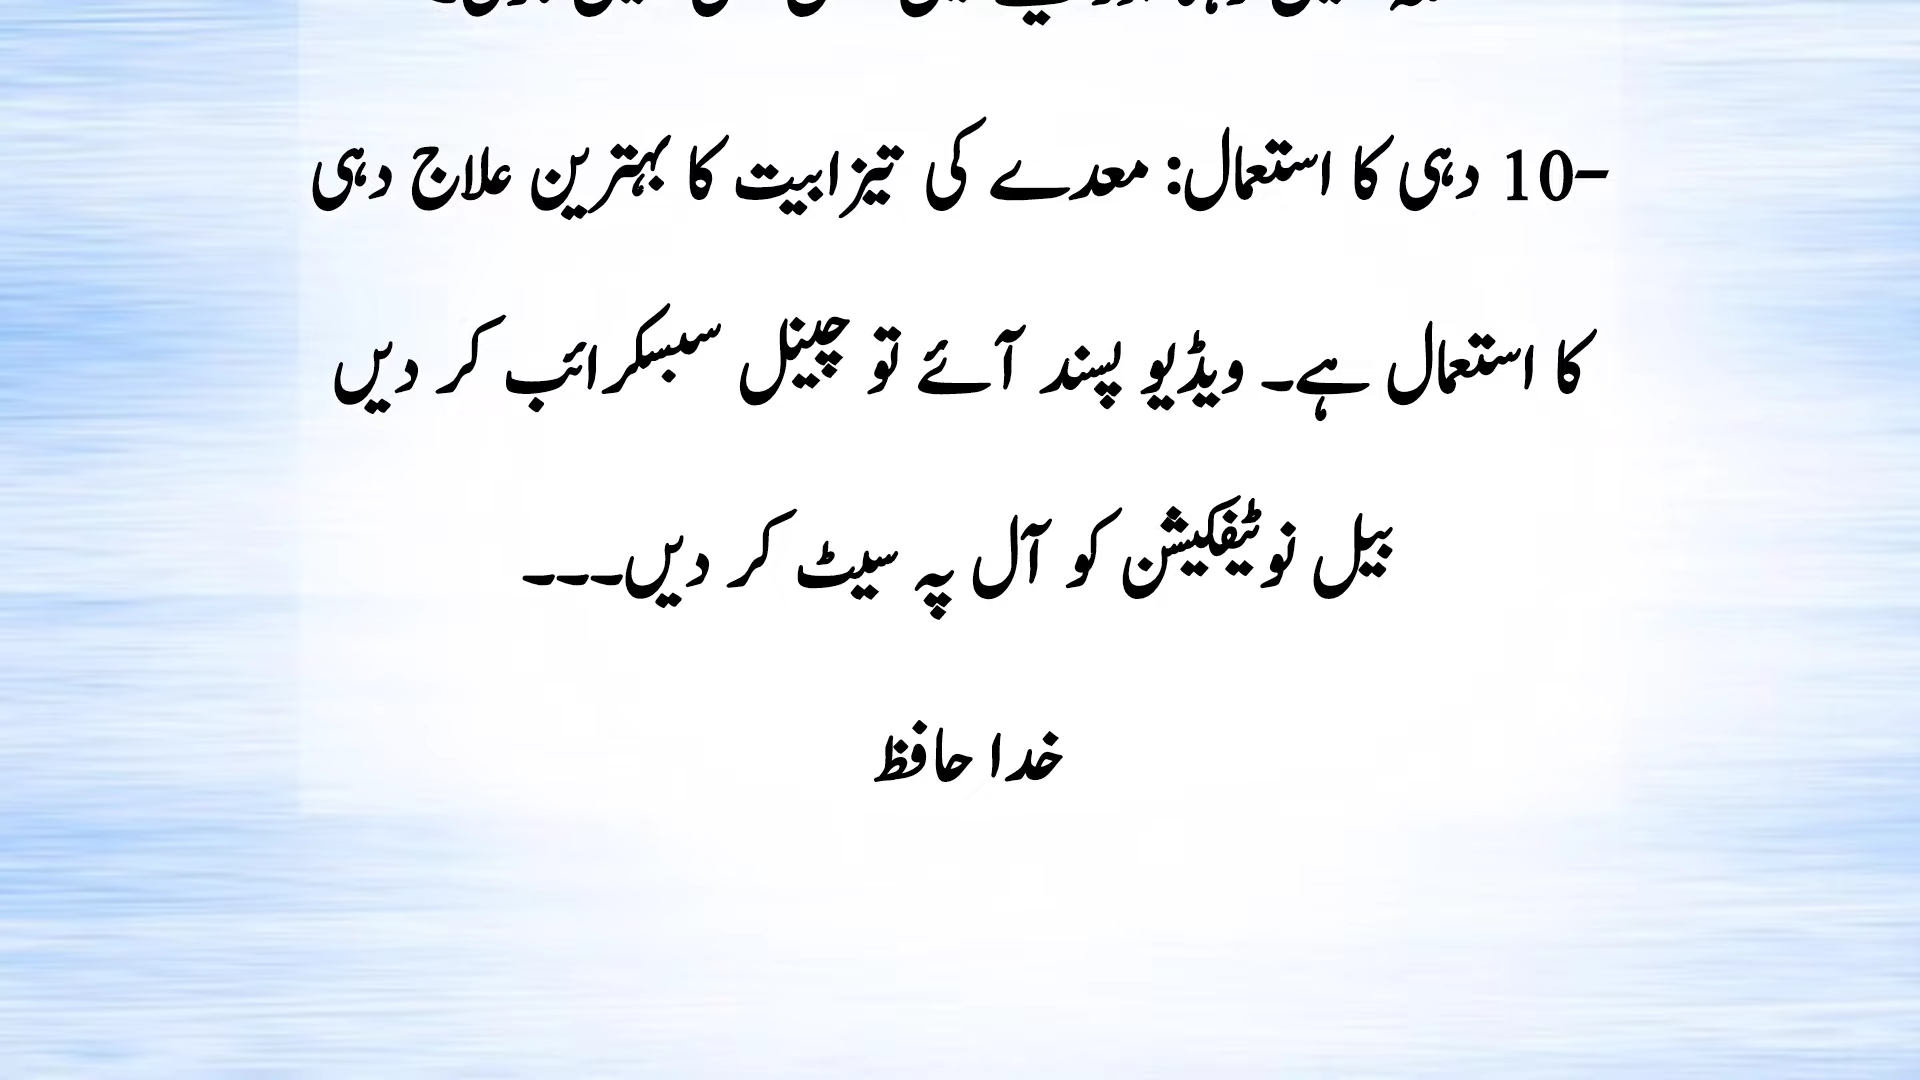 10- دہی کا استعمال: معدے کی تیزابیت کا بہترین علاج دہی
کا استعمال ہے۔ ویڈیو پسند آئے تو چینل سبسکرائب کر دیں
بیل نوٹیفکیشن کو آل پہ سیٹ کر دیں۔۔۔
خدا حافظ